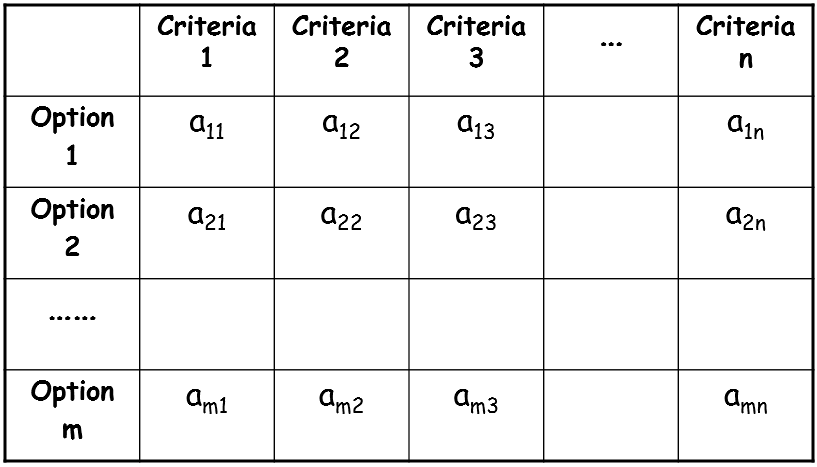 Criteria 1 Criteria 2 Criteria 3 ... Criteria n
Option 1 a11 a12 a13 a1n
Option 2 a21 a22 a23 a2n
......
Option m am1 am2 am3 amn